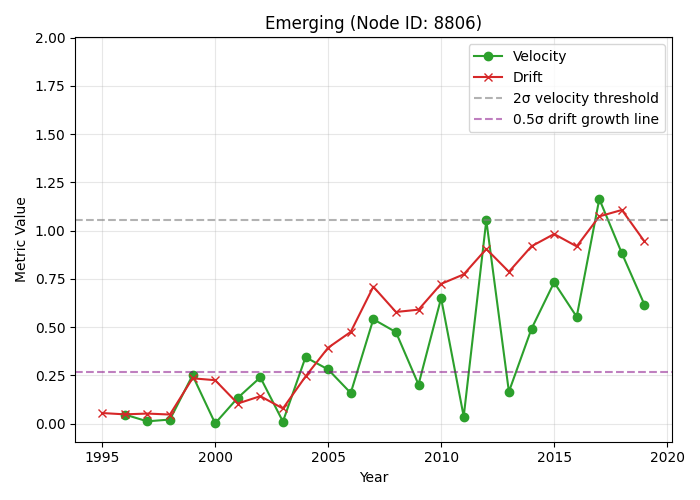 Emerging (Node ID: 8806)
2.00
1.75
1.50
1.25
1.00
0.75
0.50
0.25
0.00
Metric Value
Velocity
Drift
2σ velocity threshold
0.5σ drift growth line
1995
2000
2005
2010
2015
2020
Year